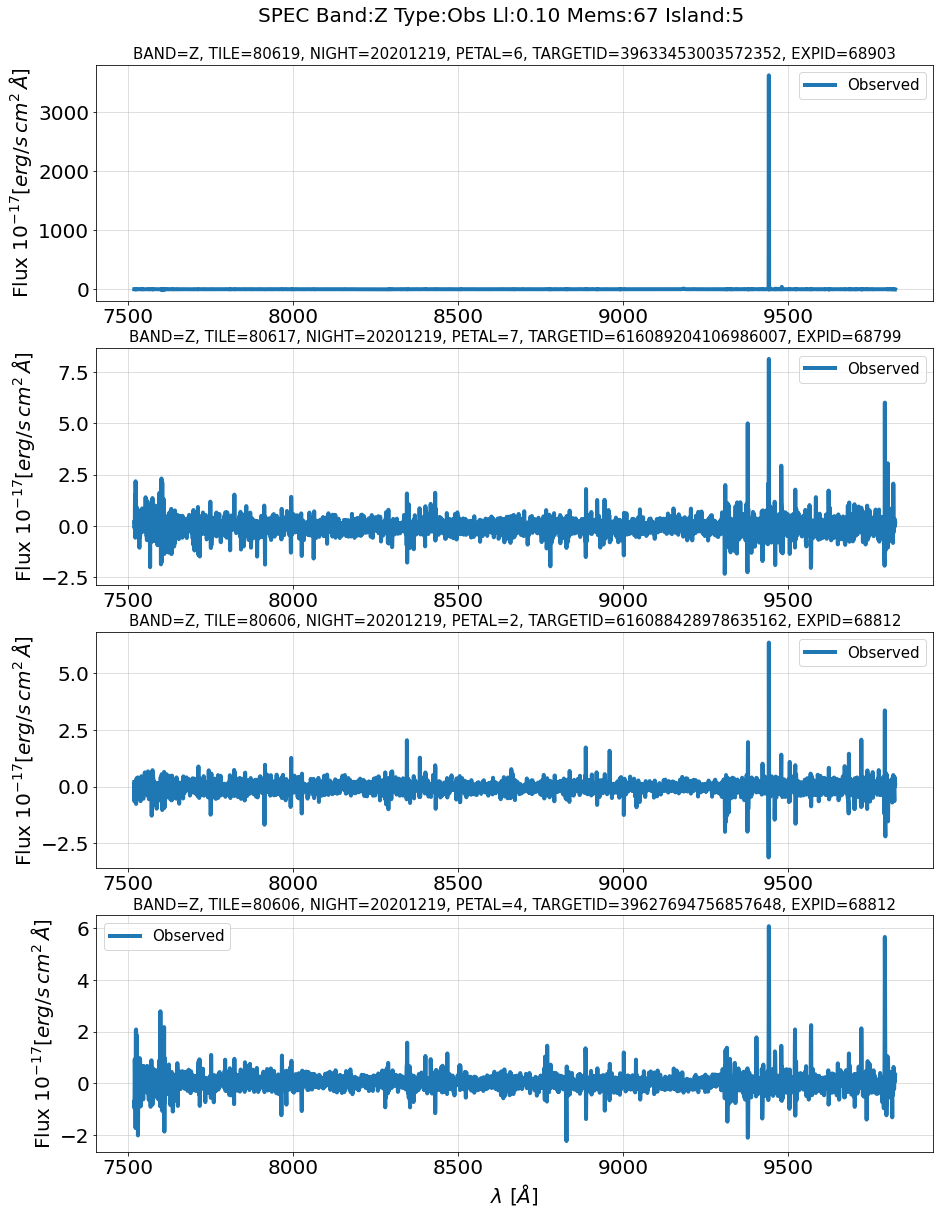 SPEC Band:Z Type:Obs Ll:0.10 Mems:67 Island:5
BAND=Z, TILE=80619, NIGHT=20201219, PETAL=6, TARGETID=39633453003572352, EXPID=68903
Flux 10^{-17}[erg/s cm^2 Å]
3000
2000
1000
0
Observed
7500 8000 8500 9000 9500
BAND=Z, TILE=80617, NIGHT=20201219, PETAL=7, TARGETID=616089204106986007, EXPID=68799
Flux 10^{-17}[erg/s cm^2 Å]
7.5
5.0
2.5
0.0
−2.5
Observed
7500 8000 8500 9000 9500
BAND=Z, TILE=80606, NIGHT=20201219, PETAL=2, TARGETID=616088428978635162, EXPID=68812
Flux 10^{-17}[erg/s cm^2 Å]
5.0
2.5
0.0
−2.5
Observed
7500 8000 8500 9000 9500
BAND=Z, TILE=80606, NIGHT=20201219, PETAL=4, TARGETID=39627694756857648, EXPID=68812
Flux 10^{-17}[erg/s cm^2 Å]
6
4
2
0
−2
Observed
7500 8000 8500 9000 9500
λ [Å]